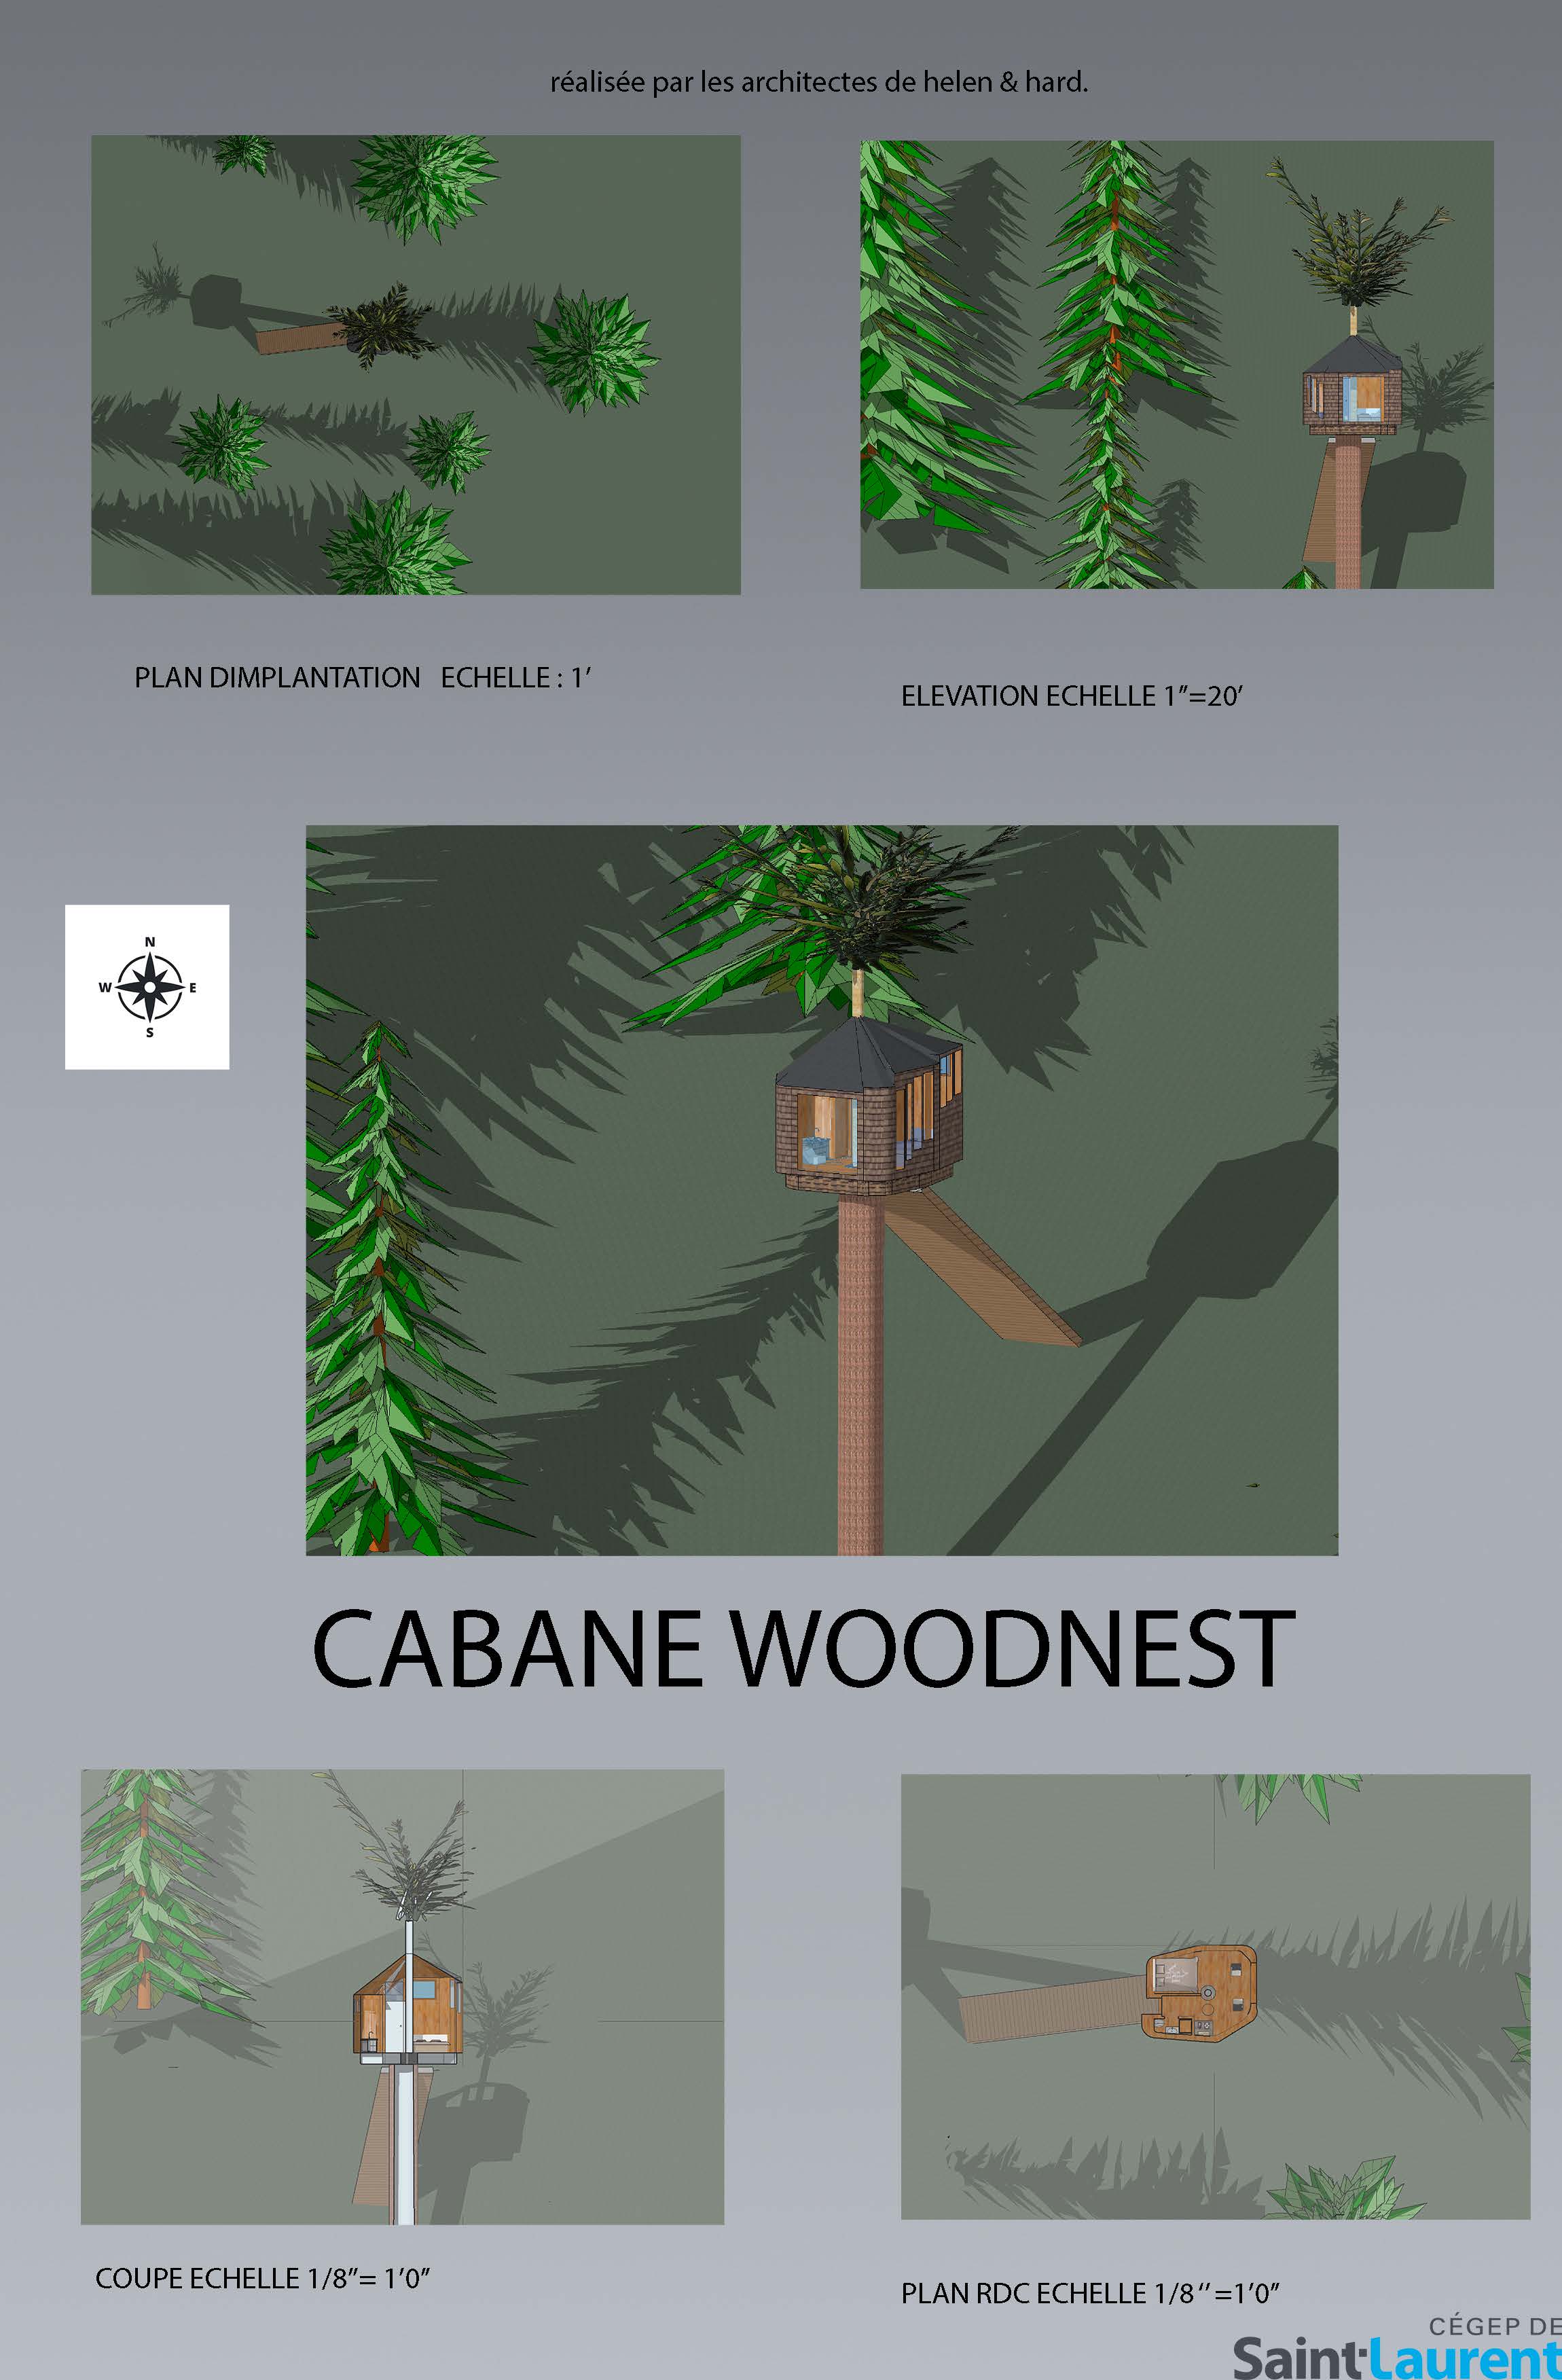 réalisée par les architectes de helen & hard.
PLAN DIMPLANTATION ECHELLE : 1’
ELEVATION ECHELLE 1’’=20’
N
W E
S
CABANE WOODNEST
COUPE ECHELLE 1/8’’= 1’0’’
PLAN RDC ECHELLE 1/8’’=1’0’’
CÉGEP DE
Saint-Laurent